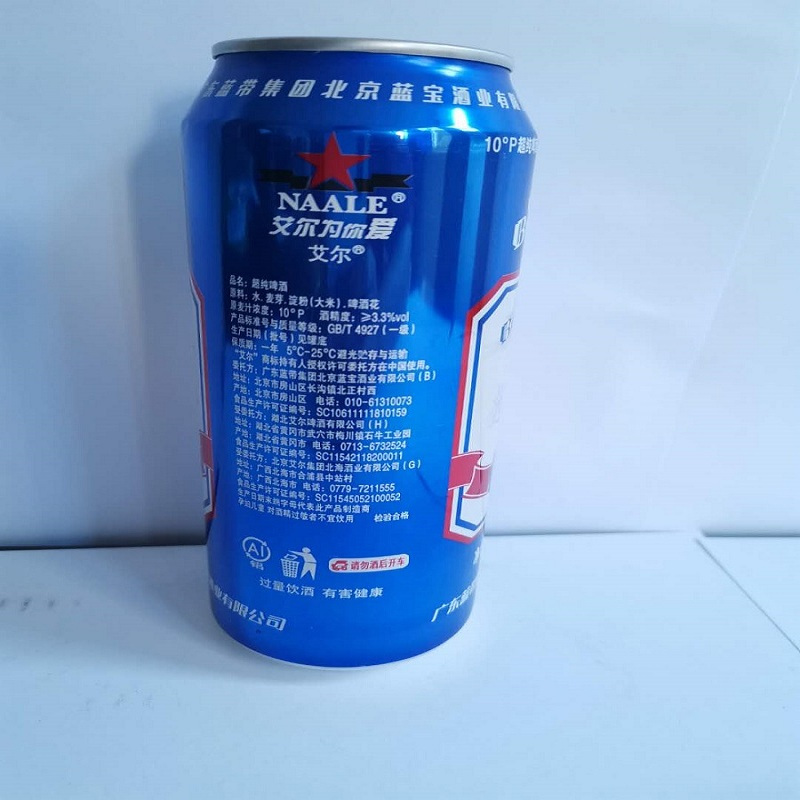 东蓝带集团北京蓝宝酒业有限
10°P超纯啤
NAALE®
艾尔为你爱
艾尔®
品名：超纯啤酒
原料：水.麦芽.淀粉(大米).啤酒花
原麦汁浓度：10°P 酒精度：≥3.3%vol
产品标准号与质量等级：GB/T 4927(一级)
生产日期(批号)见罐底
保质期：一年 5°C-25°C避光贮存与运输
"艾尔"商标持有人授权许可委托方在中国使用。
委托方：广东蓝带集团北京蓝宝酒业有限公司(B)
地址：北京市房山区长沟镇北正村西
产地：北京市房山区 电话：010-61310073
食品生产许可证编号：SC10611111810159
受委托方：湖北艾尔啤酒有限公司(H)
地址：湖北省黄冈市武穴市梅川镇石牛工业园
产地：湖北省黄冈市 电话：0713-6732524
食品生产许可证编号：SC11542118200011
受委托方：北京艾尔集团北海酒业有限公司(G)
地址：广西北海市合浦县中站村
产地：广西北海市 电话：0779-7211555
食品生产许可证编号：SC11545052100052
生产日期末端字母代表此产品制造商
孕妇儿童 对酒精过敏者不宜饮用 检验合格
Al
铝
请勿酒后开车
过量饮酒 有害健康
业有限公司
广东蓝